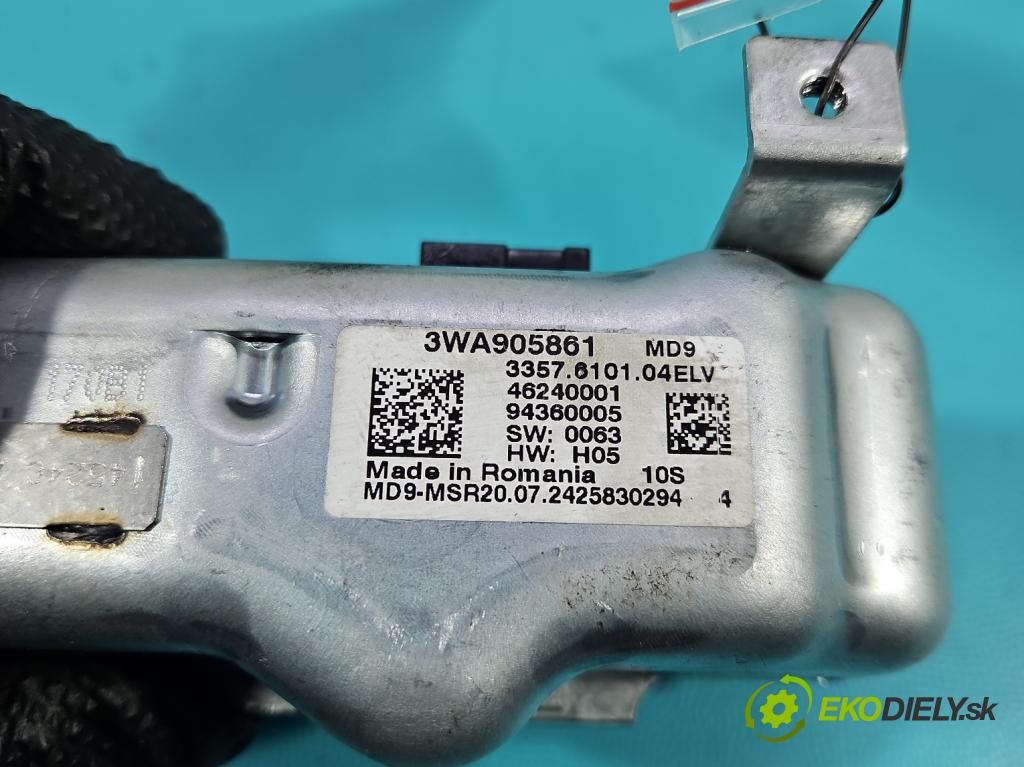 3WA905861 MD9
3357.6101.04ELV
46240001
94360005
SW: 0063
HW: H05
Made in Romania 10S
MD9-MSR20.07.2425830294 4
EKODIELY.sk